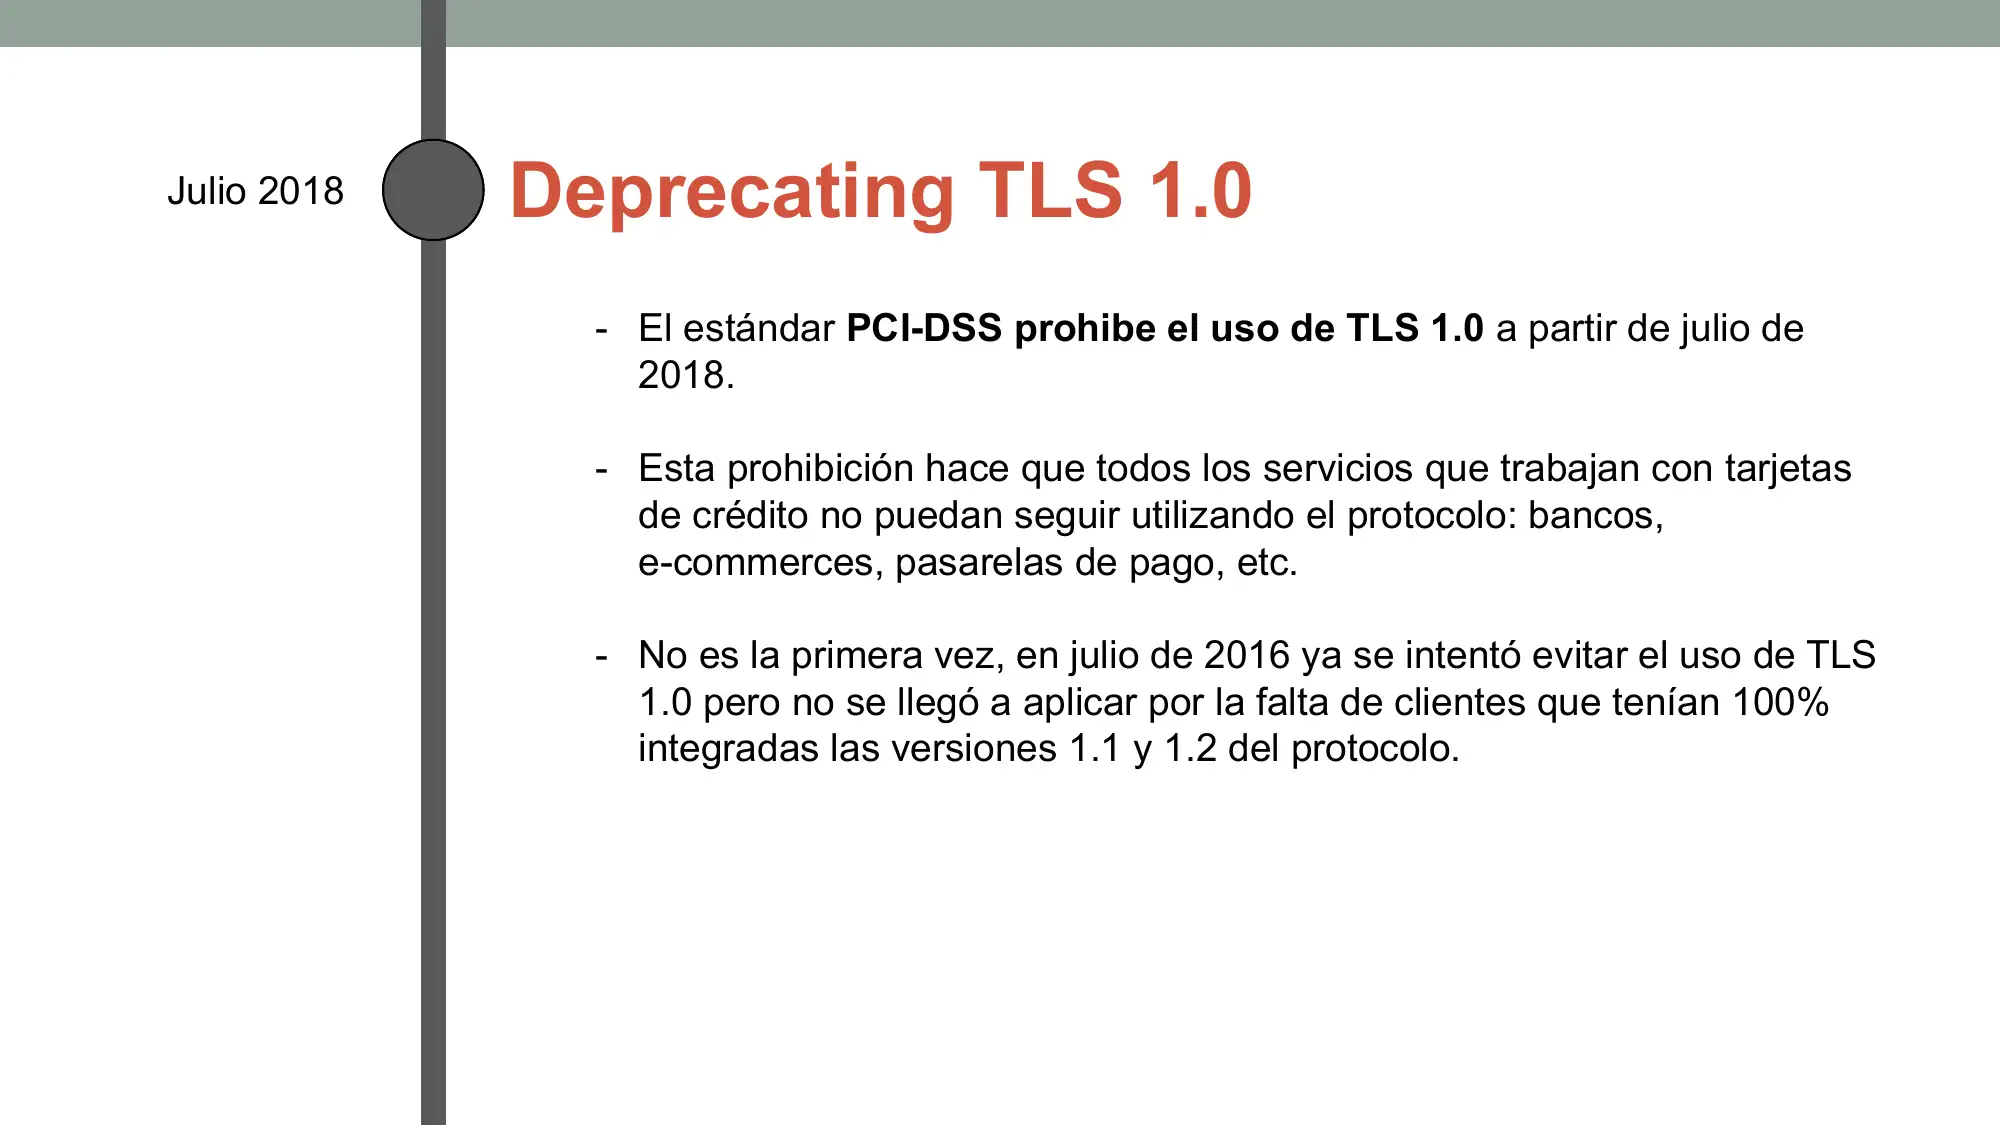 Julio 2018
Deprecating TLS 1.0
- El estándar PCI-DSS prohibe el uso de TLS 1.0 a partir de julio de
2018.
- Esta prohibición hace que todos los servicios que trabajan con tarjetas
de crédito no puedan seguir utilizando el protocolo: bancos,
e-commerces, pasarelas de pago, etc.
- No es la primera vez, en julio de 2016 ya se intentó evitar el uso de TLS
1.0 pero no se llegó a aplicar por la falta de clientes que tenían 100%
integradas las versiones 1.1 y 1.2 del protocolo.